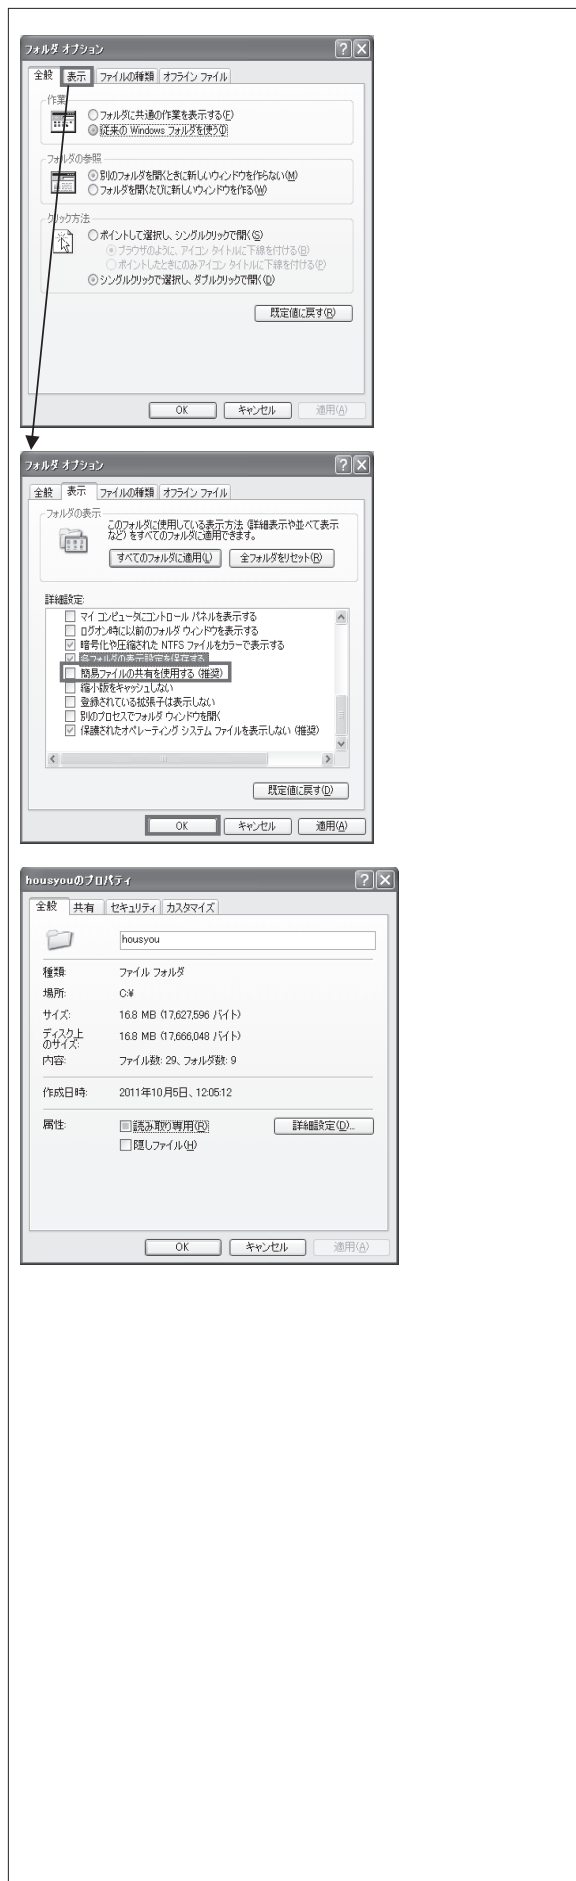 フォルダ オプション
全般 表示 ファイルの種類 オフライン ファイル
作業
フォルダに共通の作業を表示する(E)
従来の Windows フォルダを使う(I)
フォルダの参照
別のフォルダを開くときに新しいウィンドウを作らない(M)
フォルダを開くたびに新しいウィンドウを作る(W)
クリック方法
ポイントして選択し、シングルクリックで開く(S)
ブラウザのように、アイコン タイトルに下線を付ける(B)
ポイントしたときにのみアイコン タイトルに下線を付ける(P)
シングルクリックで選択し、ダブルクリックで開く(D)
既定値に戻す(R)
OK キャンセル 適用(A)
フォルダ オプション
全般 表示 ファイルの種類 オフライン ファイル
フォルダの表示
このフォルダに使用している表示方法 (詳細表示や並べて表示
など) をすべてのフォルダに適用できます。
すべてのフォルダに適用(L) 全フォルダをリセット(R)
詳細設定:
マイ コンピュータにコントロール パネルを表示する
ログオン時に以前のフォルダ ウィンドウを表示する
暗号化や圧縮された NTFS ファイルをカラーで表示する
各フォルダの表示設定を保存する
簡易ファイルの共有を使用する (推奨)
縮小版をキャッシュしない
登録されている拡張子は表示しない
別のプロセスでフォルダ ウィンドウを開く
保護されたオペレーティング システム ファイルを表示しない (推奨)
既定値に戻す(D)
OK キャンセル 適用(A)
housyouのプロパティ
全般 共有 セキュリティ カスタマイズ
housyou
種類: ファイル フォルダ
場所: C:¥
サイズ: 16.8 MB (17,627,596 バイト)
ディスク上
のサイズ: 16.8 MB (17,666,048 バイト)
内容: ファイル数: 29、フォルダ数: 9
作成日時: 2011年10月5日、12:05:12
属性: 読み取り専用(R) 詳細設定(D)...
隠しファイル(H)
OK キャンセル 適用(A)